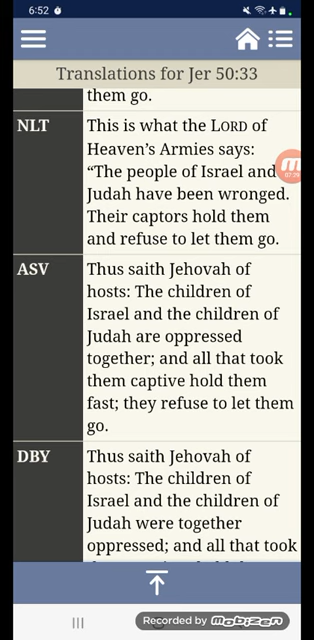 6:52
Translations for Jer 50:33
them go.
NLT
This is what the LORD of
Heaven's Armies says:
“The people of Israel and
Judah have been wronged.
Their captors hold them
and refuse to let them go.
ASV
Thus saith Jehovah of
hosts: The children of
Israel and the children of
Judah are oppressed
together; and all that took
them captive hold them
fast; they refuse to let them
go.
DBY
Thus saith Jehovah of
hosts: The children of
Israel and the children of
Judah were together
oppressed; and all that took
Recorded by mobizen